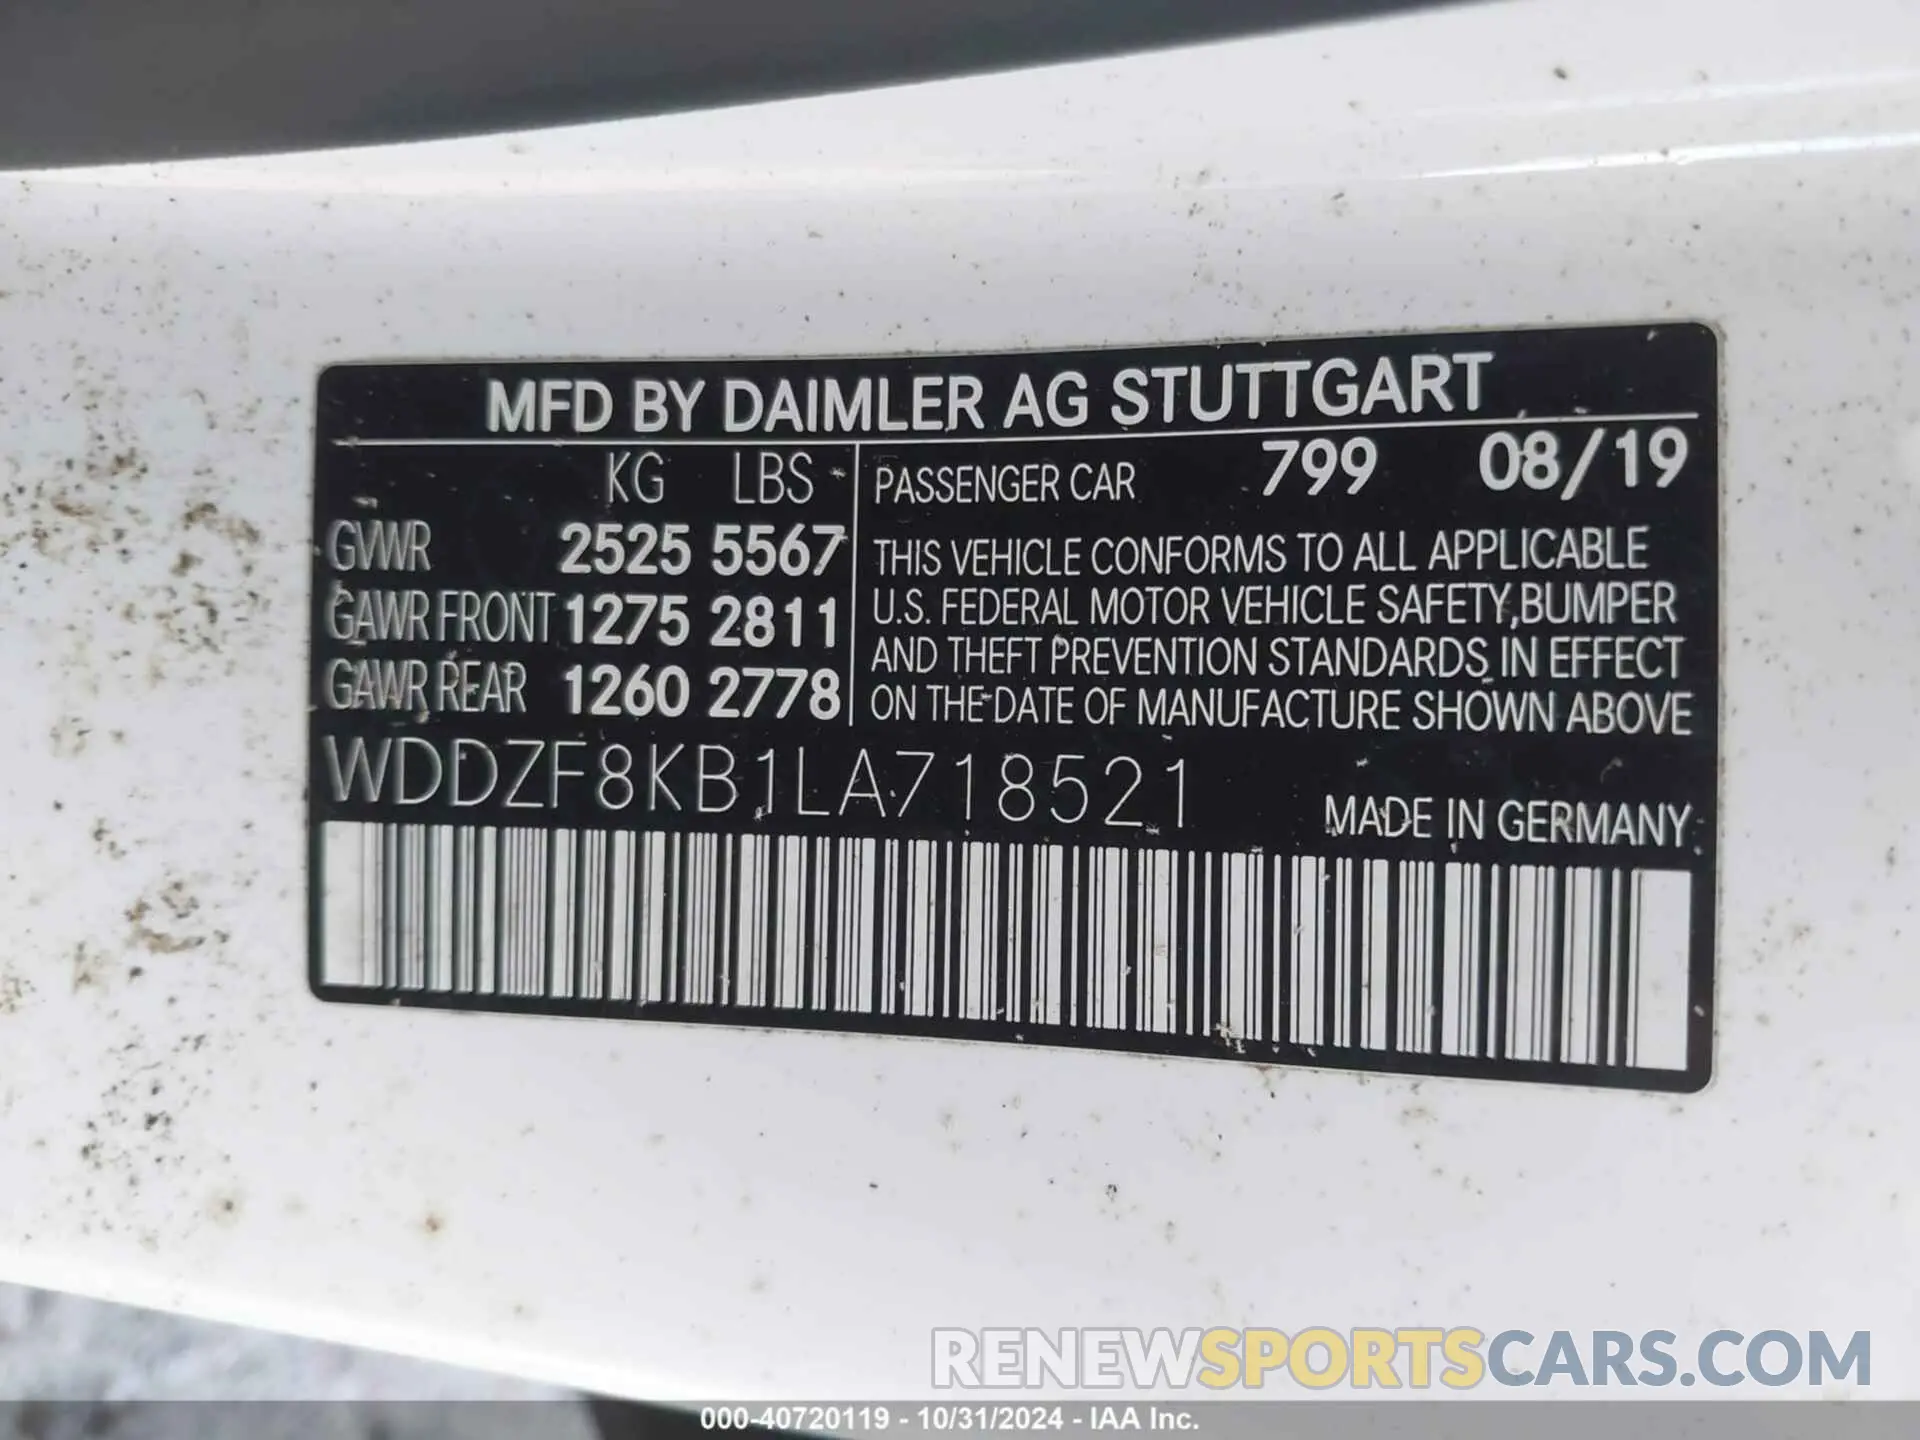 MFD BY DAIMLER AG STUTTGART
KG LBS
GVWR 2525 5567
GAWR FRONT 1275 2811
GAWR REAR 1260 2778
PASSENGER CAR 799 08/19
THIS VEHICLE CONFORMS TO ALL APPLICABLE
U.S. FEDERAL MOTOR VEHICLE SAFETY,BUMPER
AND THEFT PREVENTION STANDARDS IN EFFECT
ON THE DATE OF MANUFACTURE SHOWN ABOVE
WDDZF8KB1LA718521
MADE IN GERMANY
RENEWSPORTSCARS.COM
000-40720119 - 10/31/2024 - IAA Inc.